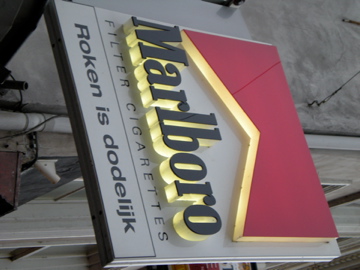 Marlboro
FILTER CIGARETTES
Roken is dodelijk